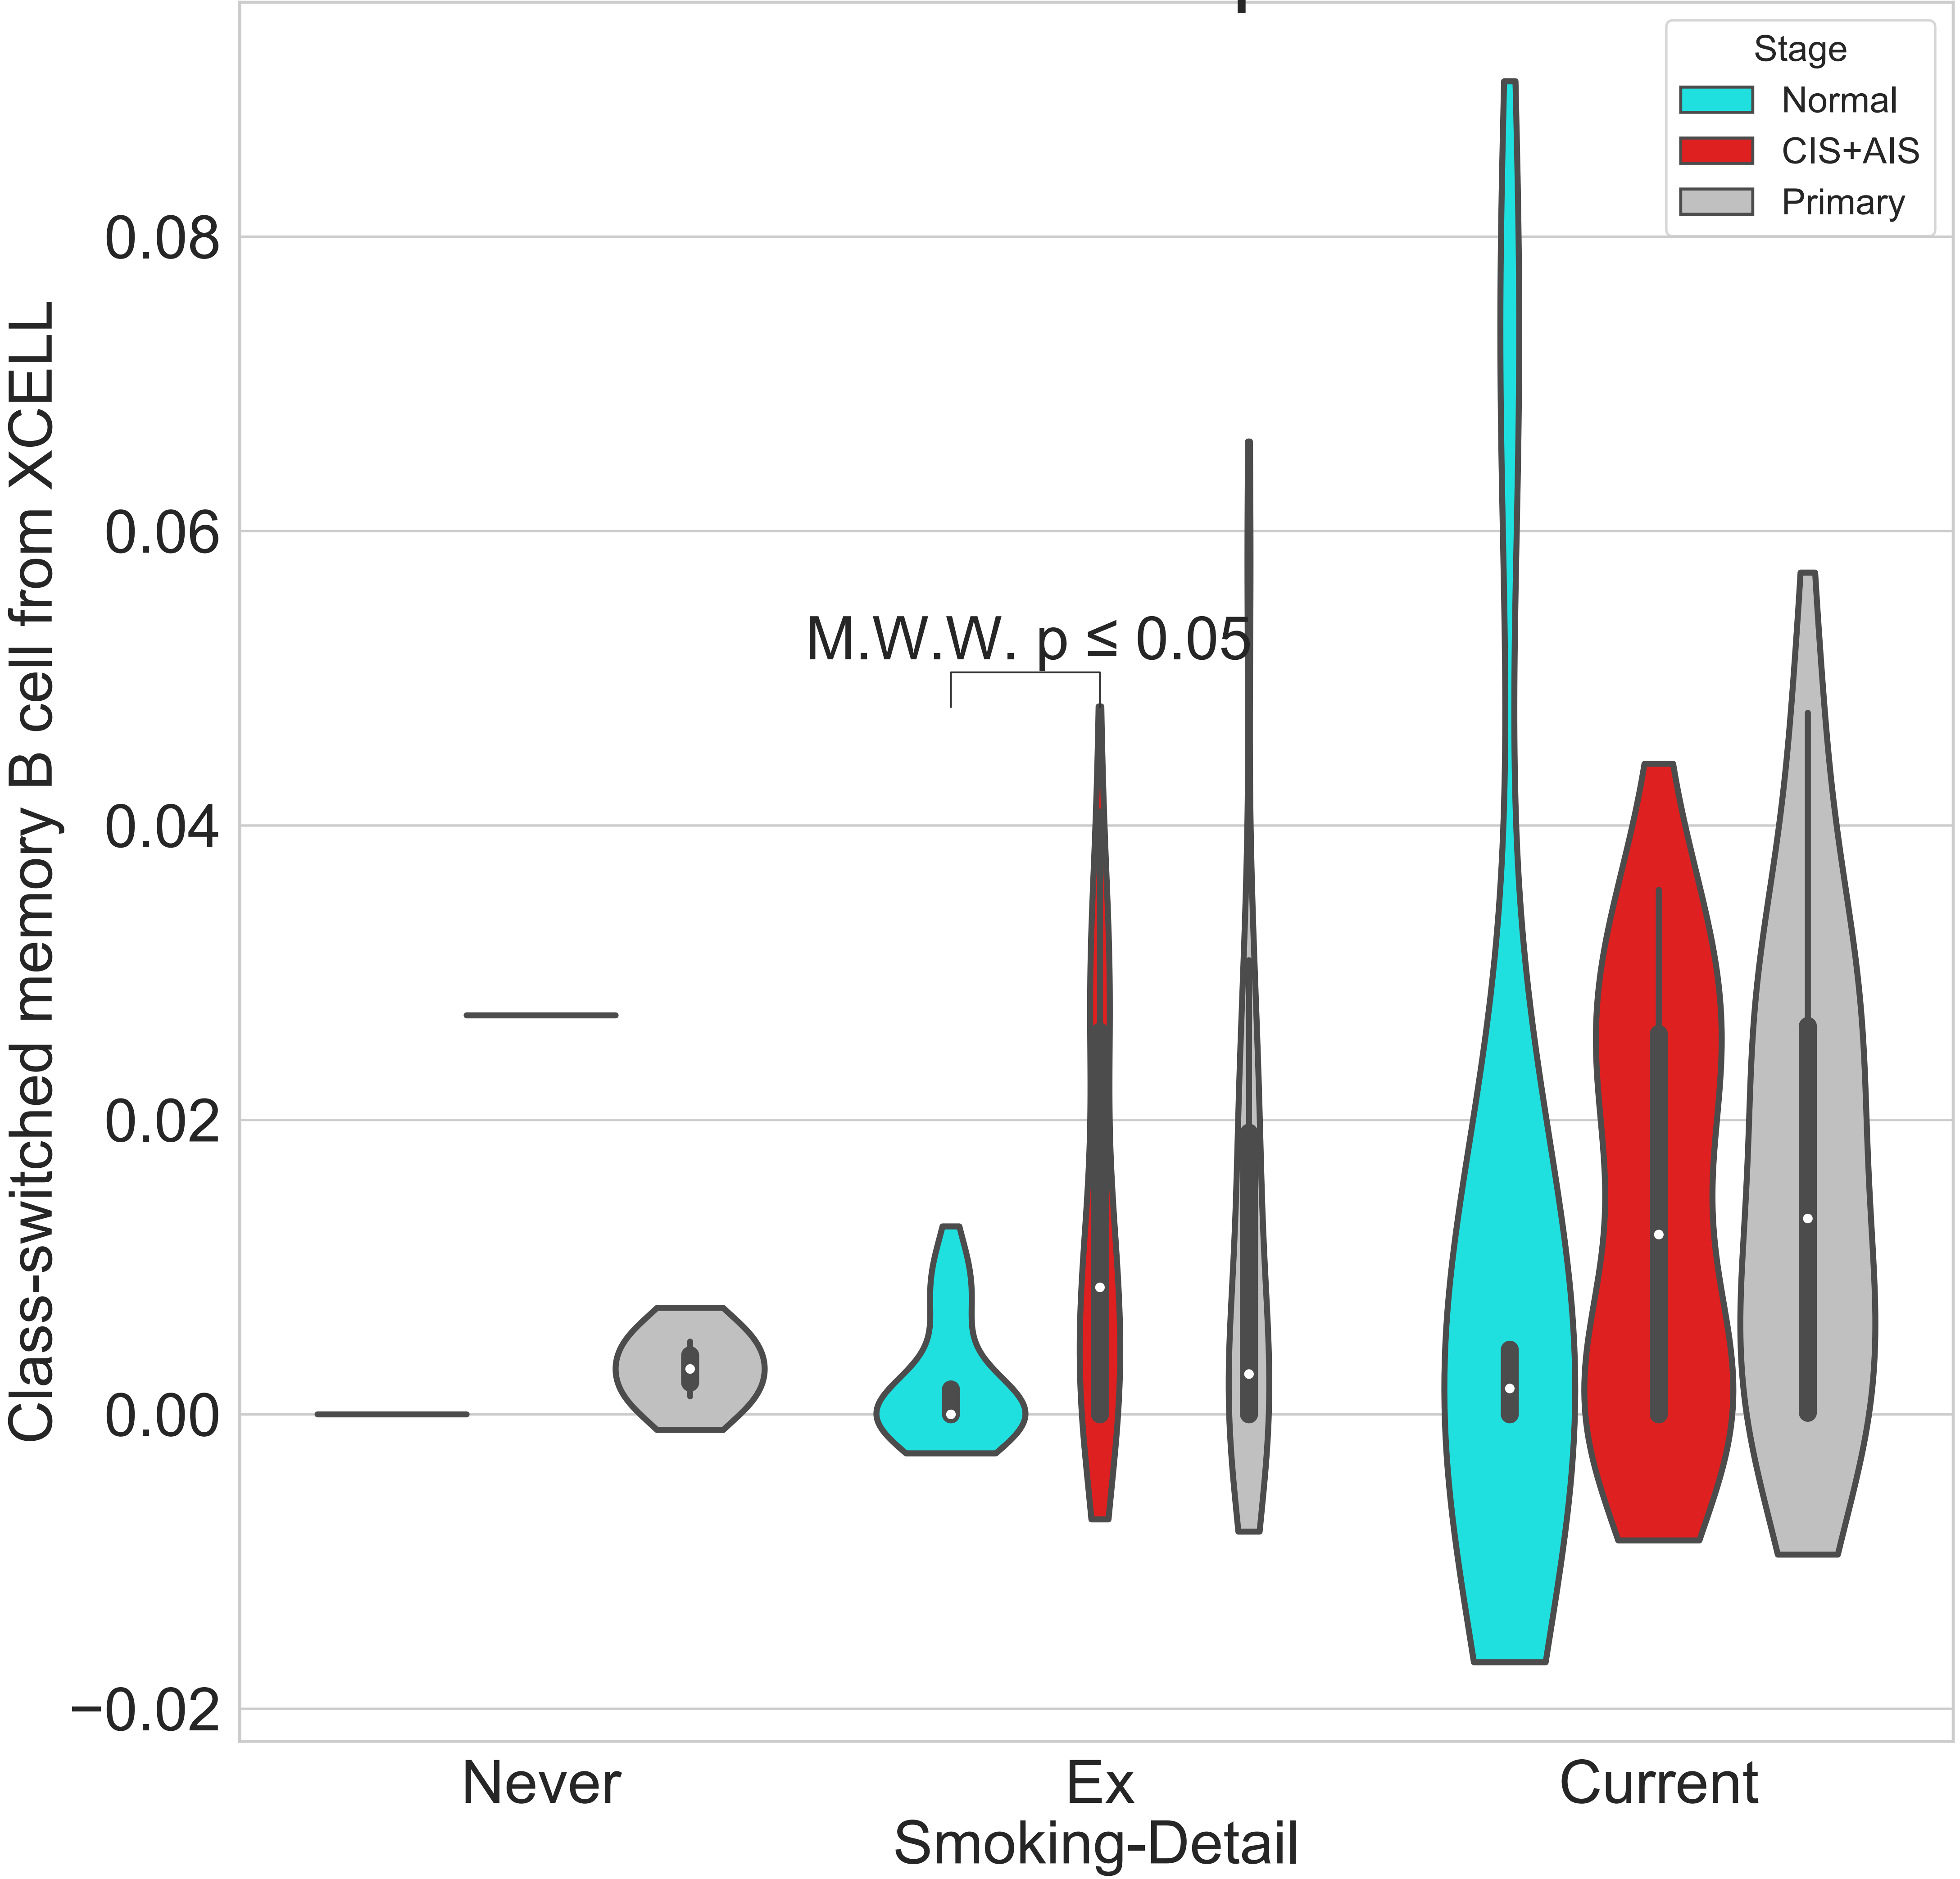 Stage
Normal
CIS+AIS
Primary
Class-switched memory B cell from XCELL
0.08
0.06
0.04
0.02
0.00
−0.02
M.W.W. p ≤ 0.05
Never
Ex
Current
Smoking-Detail